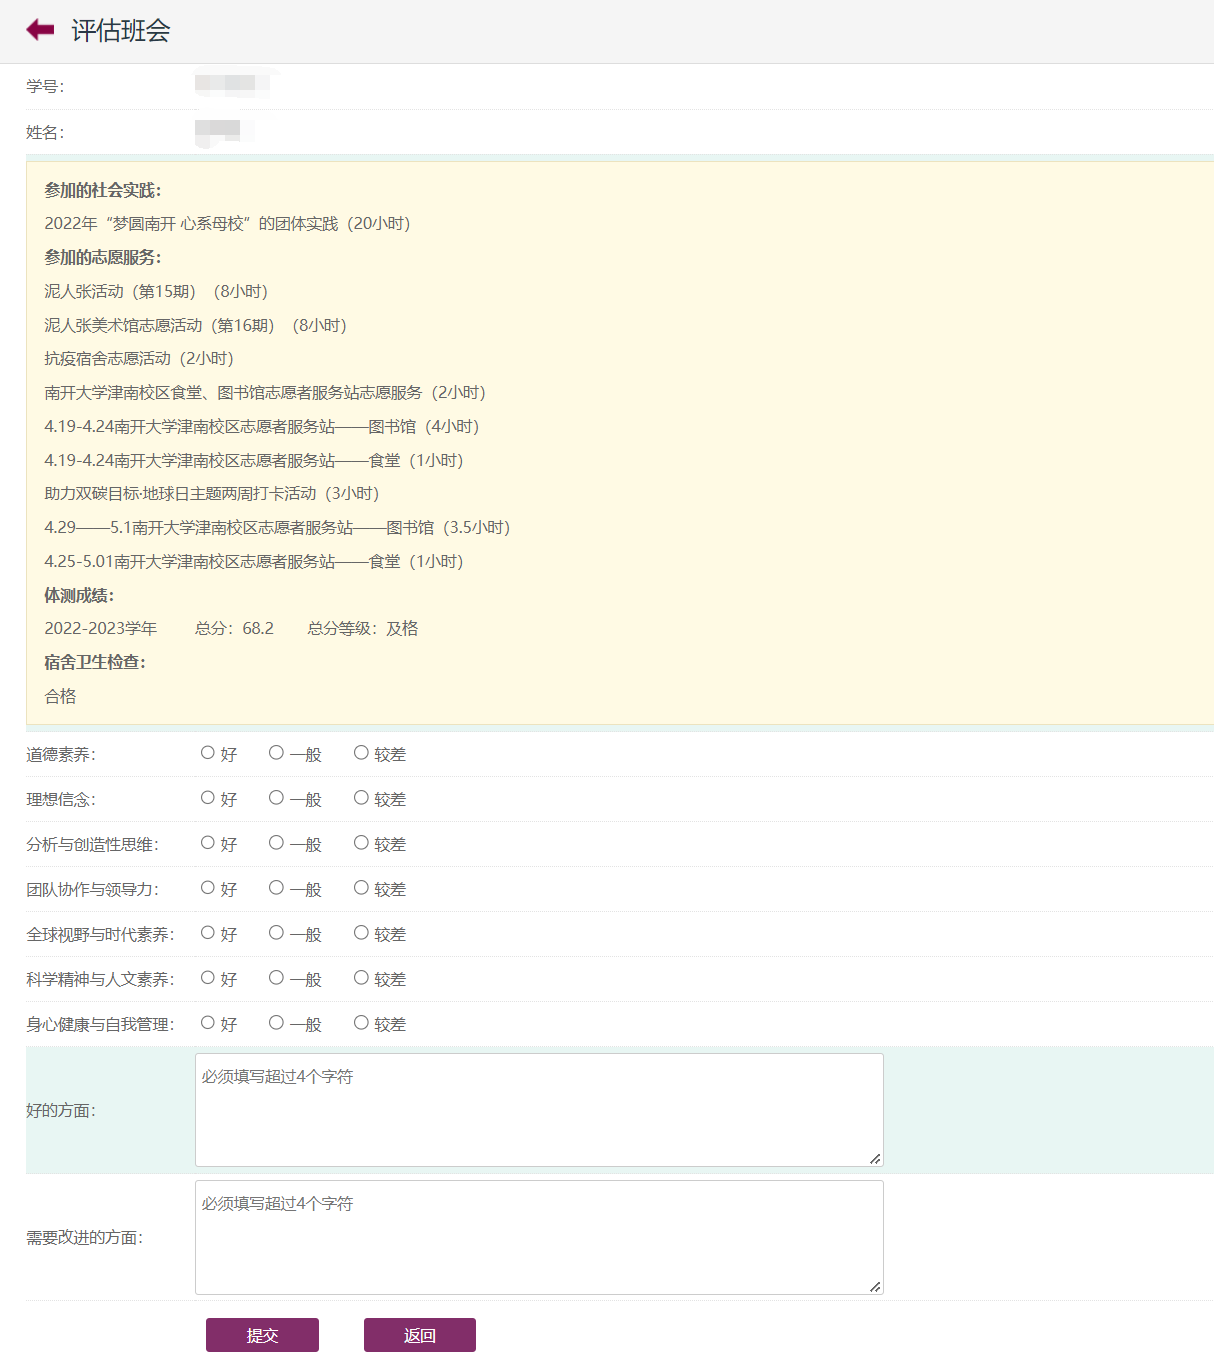 评估班会
学号：
姓名：
参加的社会实践：
2022年“梦圆南开 心系母校”的团体实践（20小时）
参加的志愿服务：
泥人张活动（第15期）（8小时）
泥人张美术馆志愿活动（第16期）（8小时）
抗疫宿舍志愿活动（2小时）
南开大学津南校区食堂、图书馆志愿者服务站志愿服务（2小时）
4.19-4.24南开大学津南校区志愿者服务站——图书馆（4小时）
4.19-4.24南开大学津南校区志愿者服务站——食堂（1小时）
助力双碳目标·地球日主题两周打卡活动（3小时）
4.29——5.1南开大学津南校区志愿者服务站——图书馆（3.5小时）
4.25-5.01南开大学津南校区志愿者服务站——食堂（1小时）
体测成绩：
2022-2023学年 总分：68.2 总分等级：及格
宿舍卫生检查：
合格
道德素养： 好 一般 较差
理想信念： 好 一般 较差
分析与创造性思维： 好 一般 较差
团队协作与领导力： 好 一般 较差
全球视野与时代素养： 好 一般 较差
科学精神与人文素养： 好 一般 较差
身心健康与自我管理： 好 一般 较差
好的方面： 必须填写超过4个字符
需要改进的方面： 必须填写超过4个字符
提交 返回